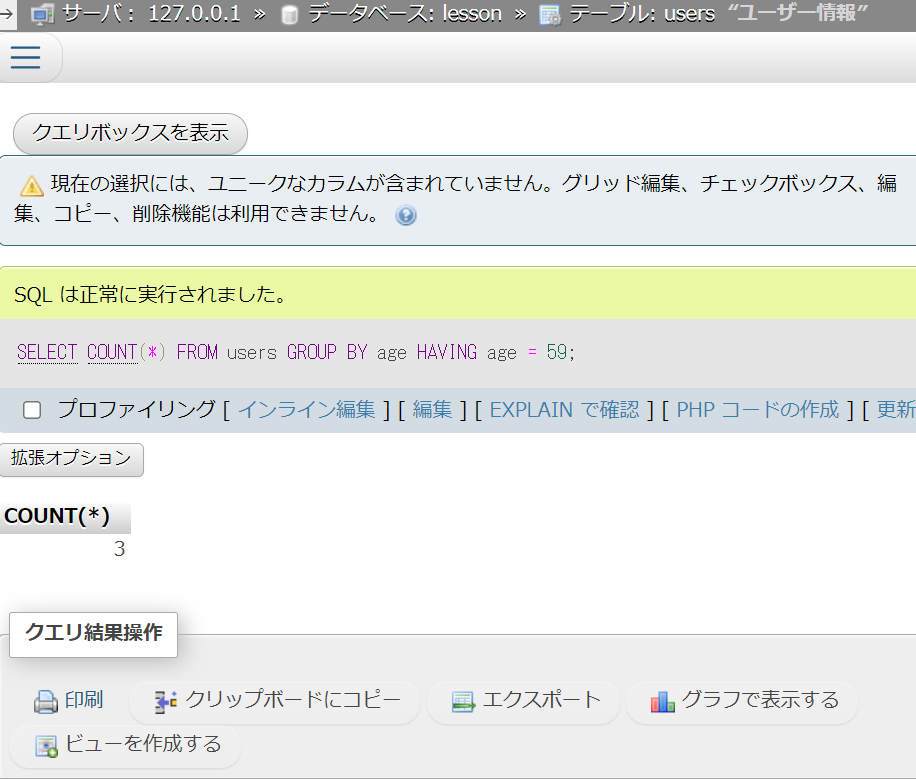 サーバ： 127.0.0.1 » データベース: lesson » テーブル: users “ユーザー情報”
クエリボックスを表示
現在の選択には、ユニークなカラムが含まれていません。グリッド編集、チェックボックス、編
集、コピー、削除機能は利用できません。
SQL は正常に実行されました。
SELECT COUNT(*) FROM users GROUP BY age HAVING age = 59;
プロファイリング [ インライン編集 ] [ 編集 ] [ EXPLAIN で確認 ] [ PHP コードの作成 ] [ 更新
拡張オプション
COUNT(*)
3
クエリ結果操作
印刷 クリップボードにコピー エクスポート グラフで表示する
ビューを作成する